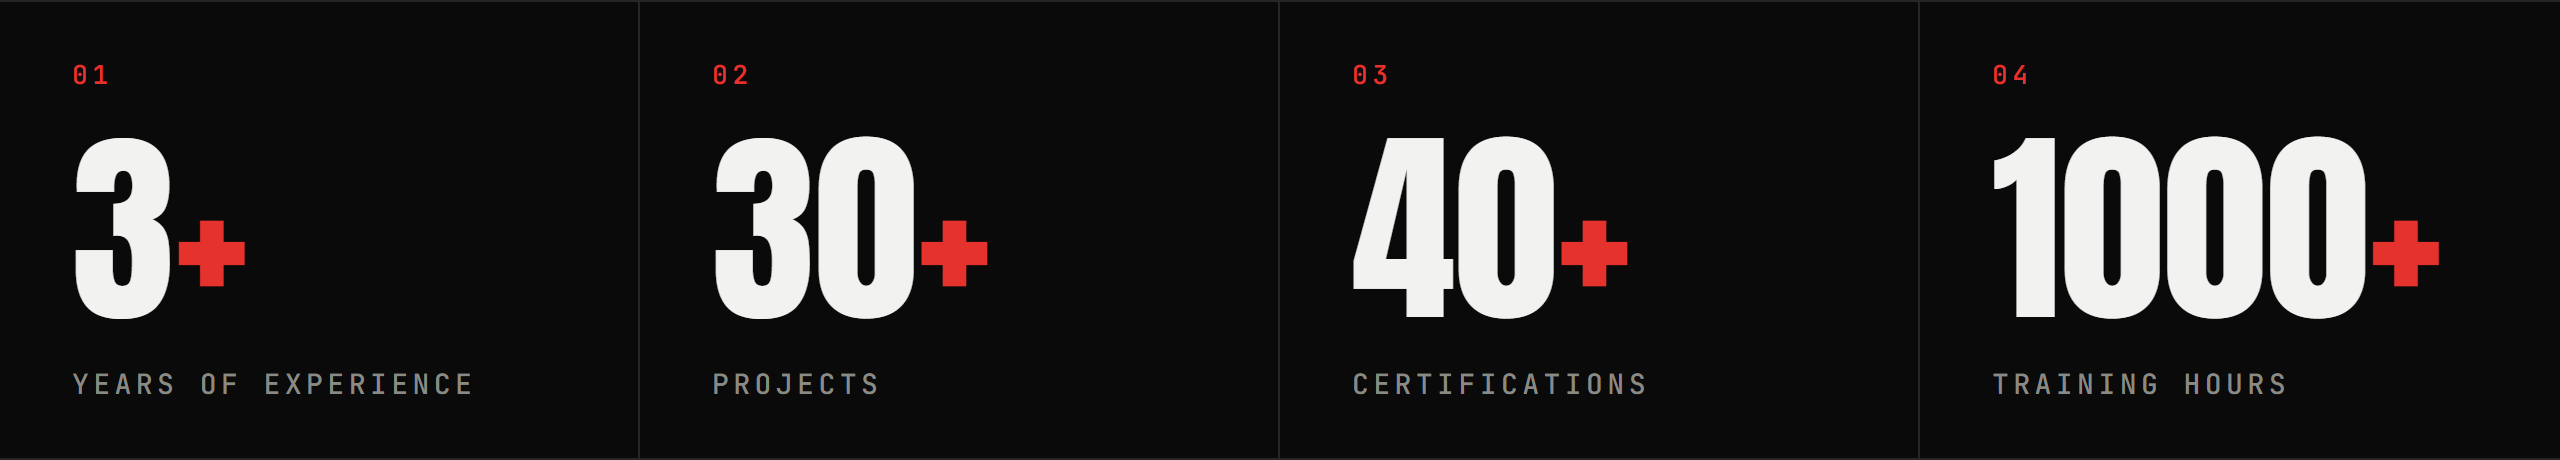 01
3+
YEARS OF EXPERIENCE
02
30+
PROJECTS
03
40+
CERTIFICATIONS
04
1000+
TRAINING HOURS